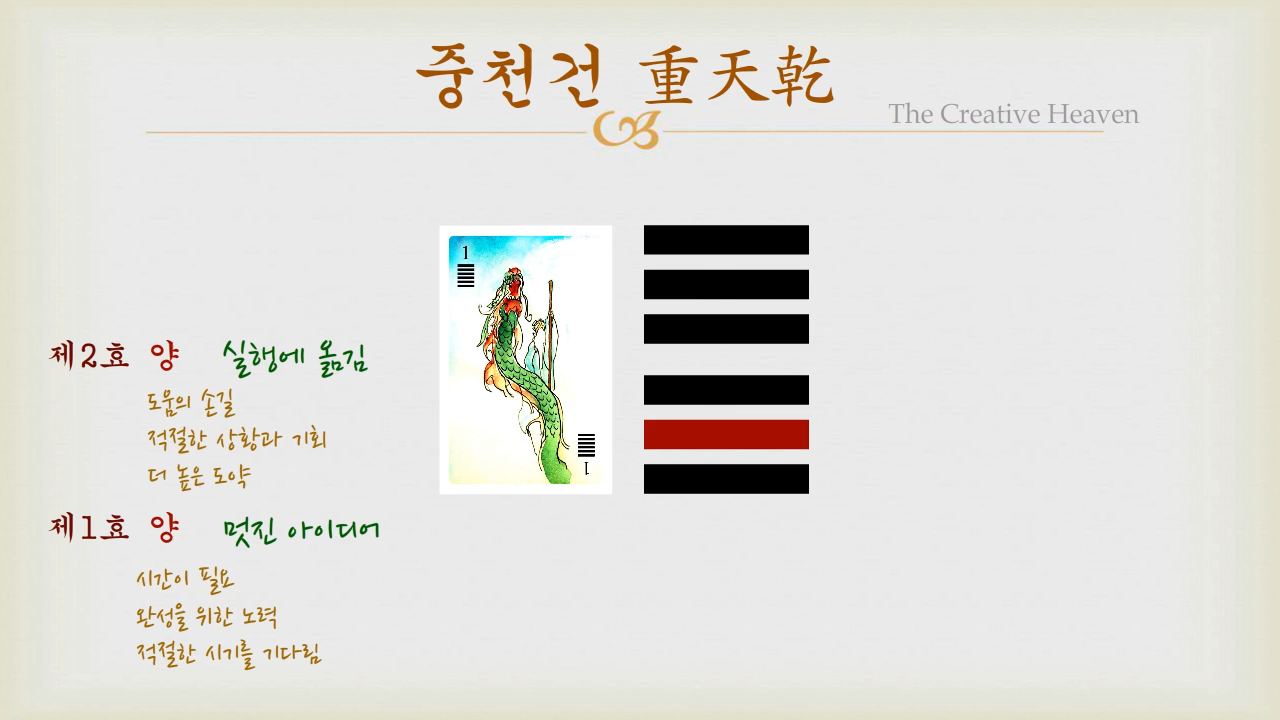 중천건 重天乾
The Creative Heaven
1
1
제2효 양 실행에 옮김
도움의 손길
적절한 상황과 기회
더 높은 도약
제1효 양 멋진 아이디어
시간이 필요
완성을 위한 노력
적절한 시기를 기다림